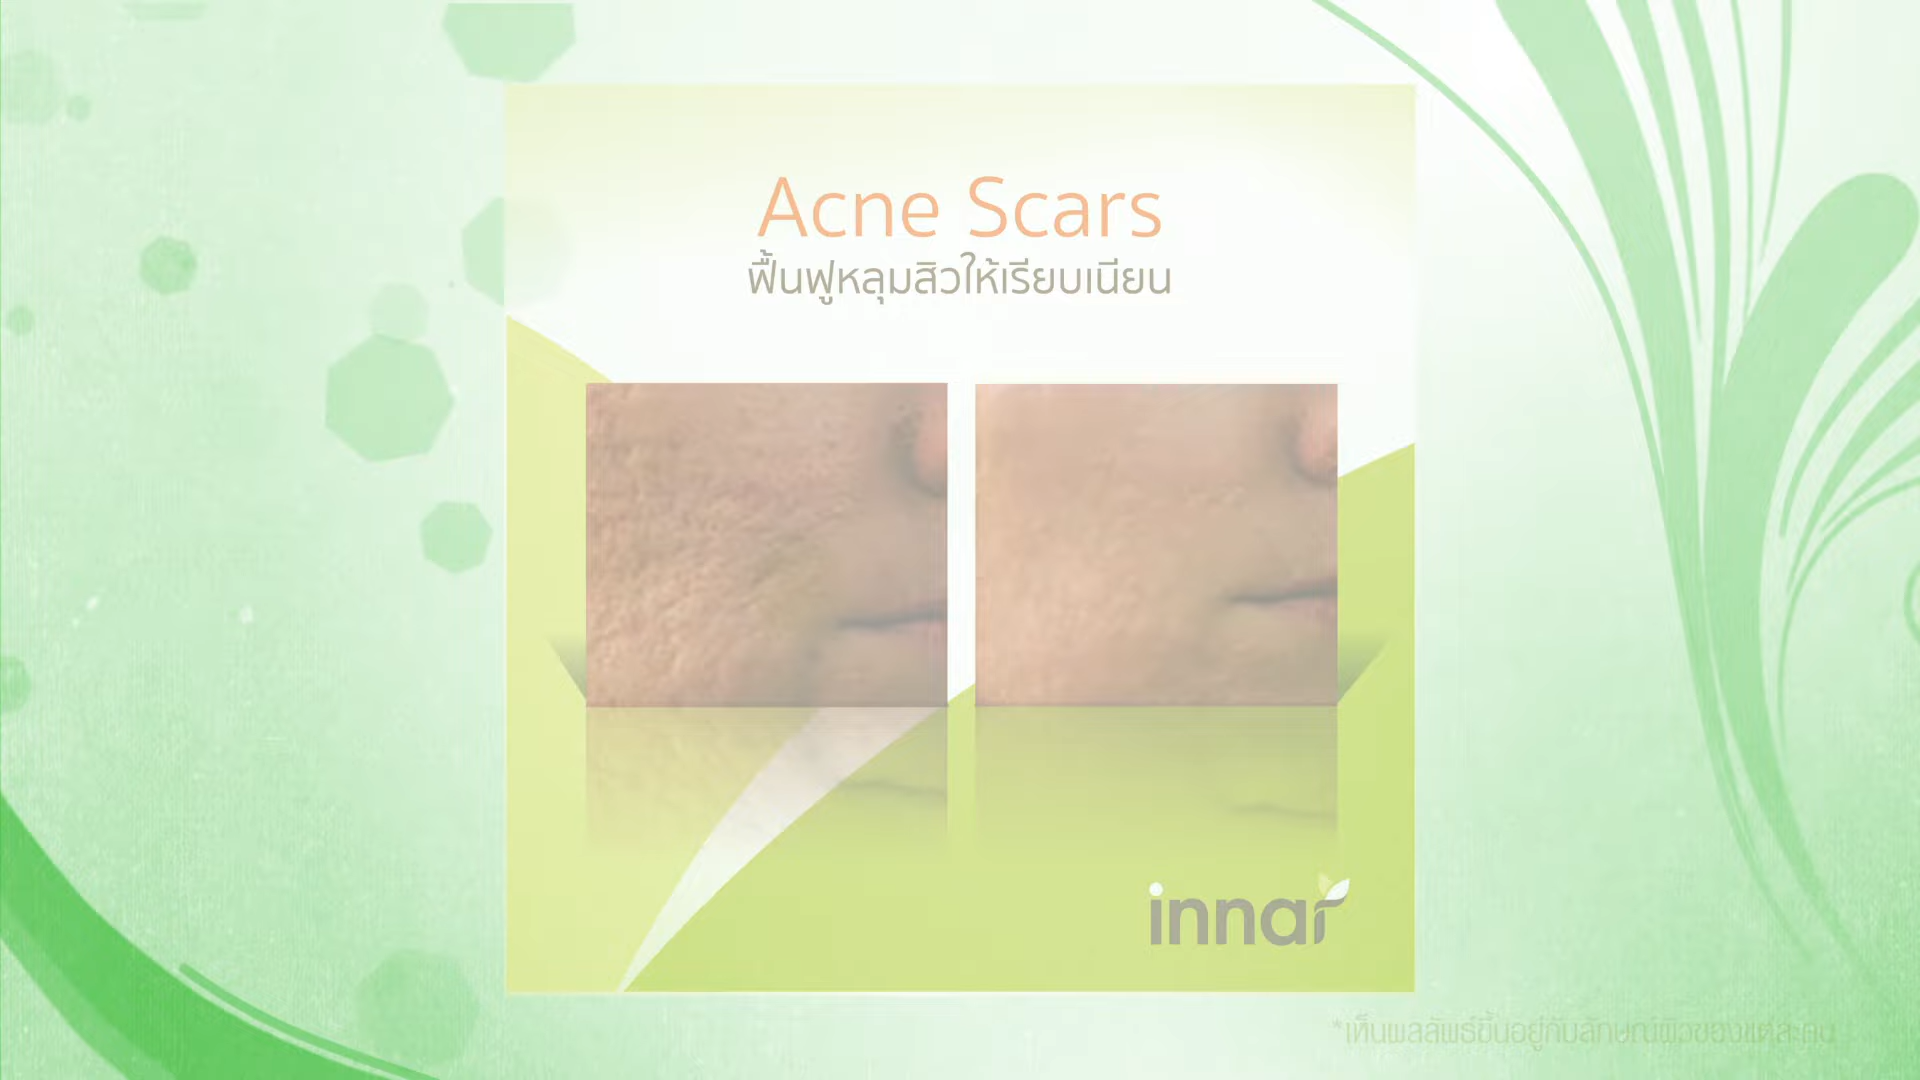 Acne Scars
ฟื้นฟูหลุมสิวให้เรียบเนียน
innar
*เห็นผลลัพธ์ขึ้นอยู่กับลักษณ์ผิวของแต่ละคน